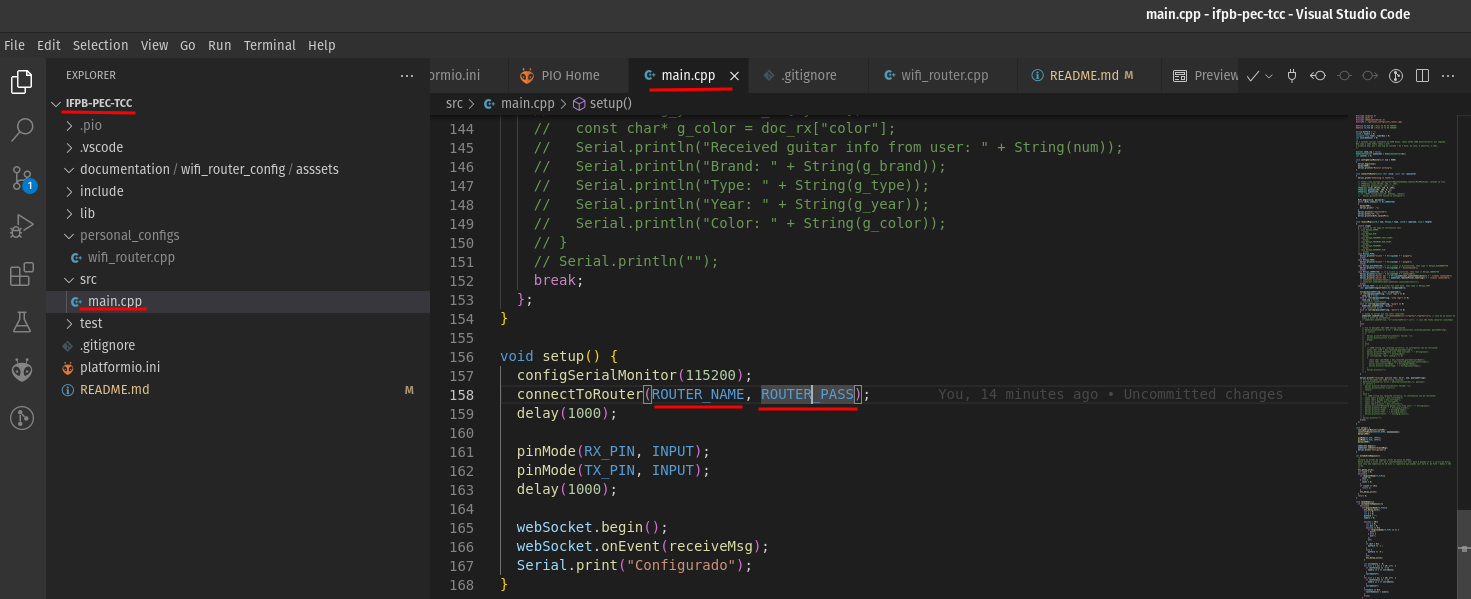 main.cpp - ifpb-pec-tcc - Visual Studio Code
File Edit Selection View Go Run Terminal Help
EXPLORER ···
ormio.ini PIO Home main.cpp .gitignore wifi_router.cpp README.md M Preview
IFPB-PEC-TCC
src > main.cpp > setup()
.pio
.vscode
documentation / wifi_router_config / asssets
include
lib
personal_configs
wifi_router.cpp
src
main.cpp
test
.gitignore
platformio.ini
README.md M
1
144 // const char* g_color = doc_rx["color"];
145 // Serial.println("Received guitar info from user: " + String(num));
146 // Serial.println("Brand: " + String(g_brand));
147 // Serial.println("Type: " + String(g_type));
148 // Serial.println("Year: " + String(g_year));
149 // Serial.println("Color: " + String(g_color));
150 // }
151 // Serial.println("");
152 break;
153 };
154 }
155
156 void setup() {
157 configSerialMonitor(115200);
158 connectToRouter(ROUTER_NAME, ROUTER_PASS); You, 14 minutes ago • Uncommitted changes
159 delay(1000);
160
161 pinMode(RX_PIN, INPUT);
162 pinMode(TX_PIN, INPUT);
163 delay(1000);
164
165 webSocket.begin();
166 webSocket.onEvent(receiveMsg);
167 Serial.print("Configurado");
168 }